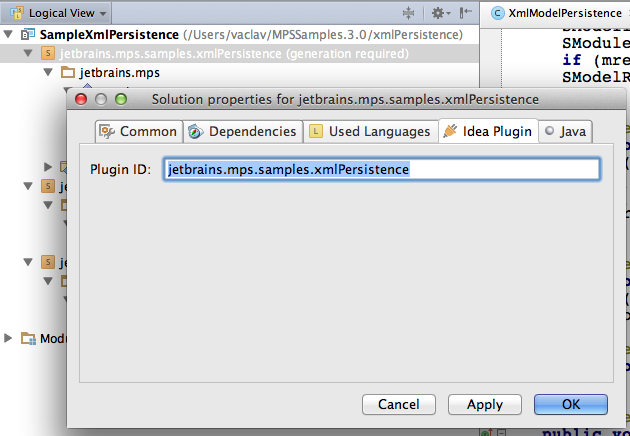 Logical View
XmlModelPersistence
SampleXmlPersistence (/Users/vaclav/MPSSamples.3.0/xmlPersistence)
SModule
jetbrains.mps.samples.xmlPersistence (generation required)
if (mre
jetbrains.mps
SModelR
Solution properties for jetbrains.mps.samples.xmlPersistence
Common
Dependencies
Used Languages
Idea Plugin
Java
Plugin ID:
jetbrains.mps.samples.xmlPersistence
je
je
Modu
Cancel
Apply
OK
public vo